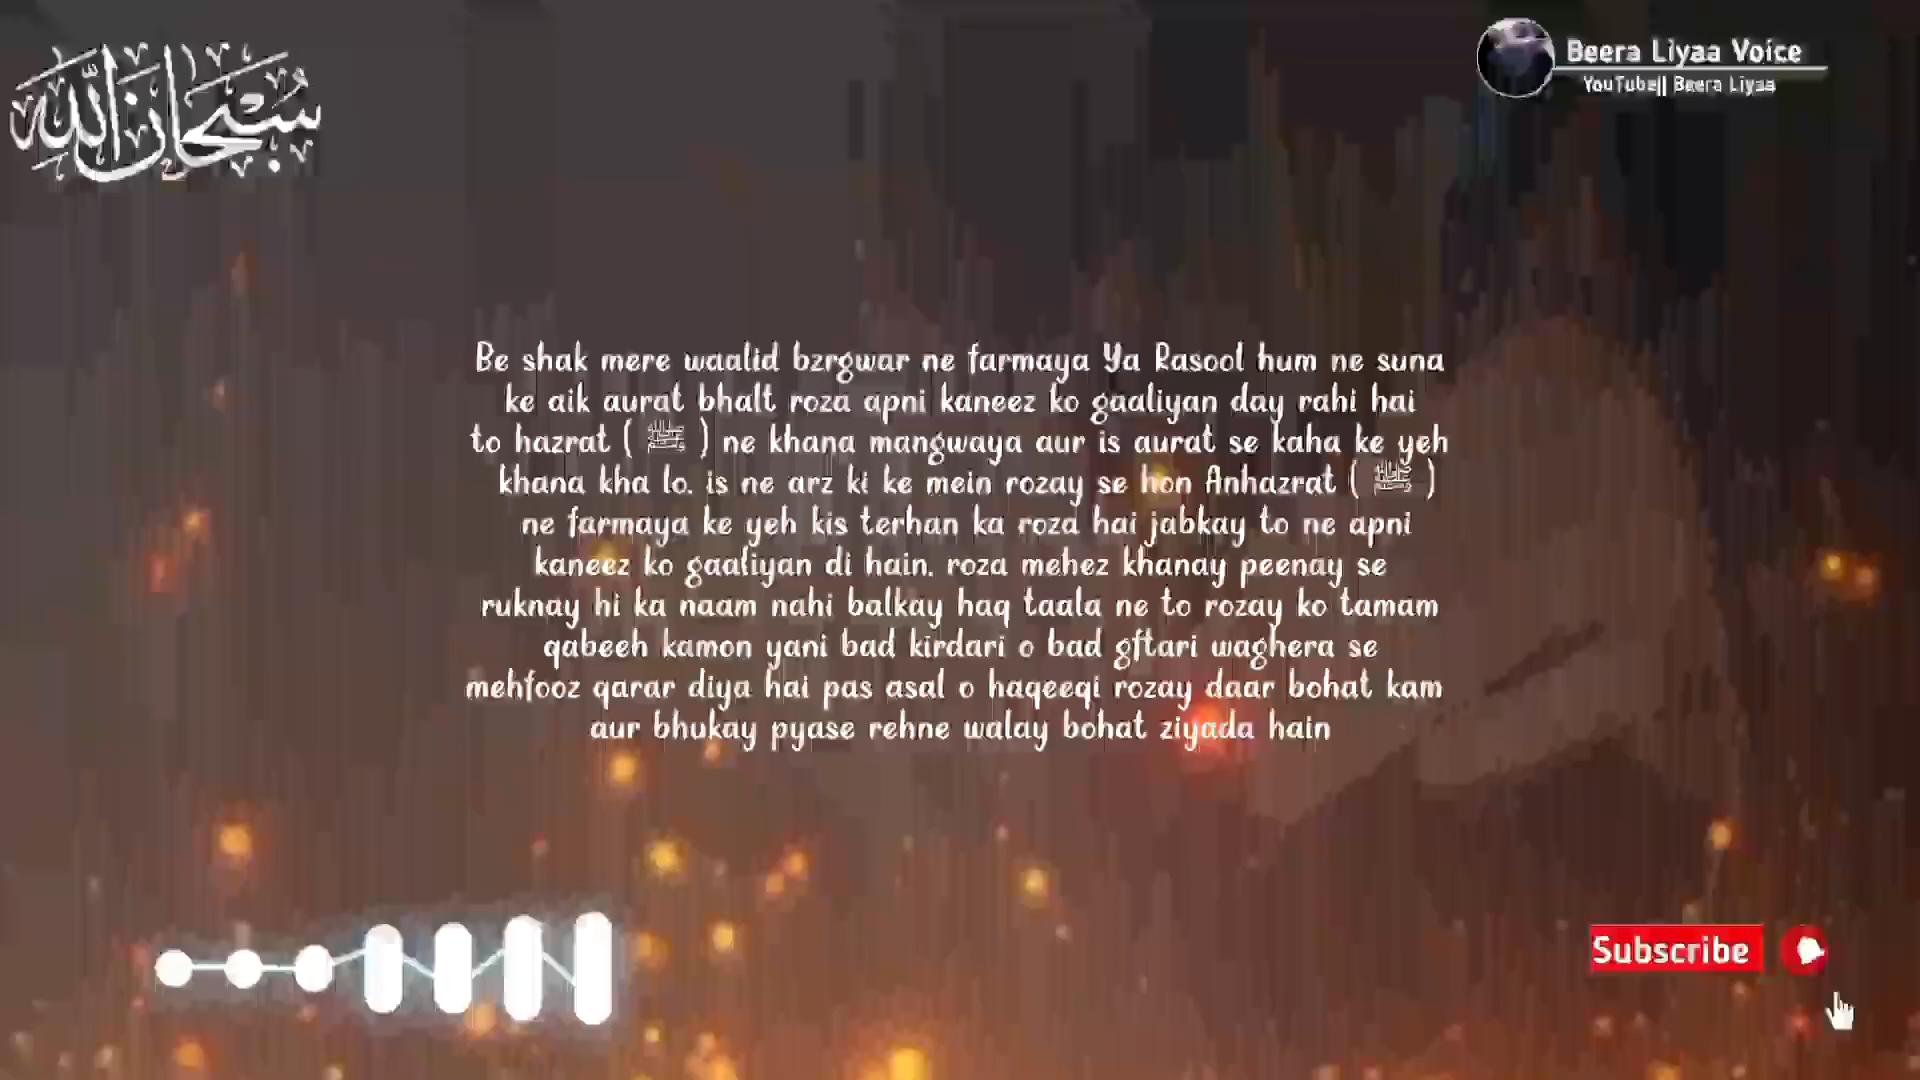 سبحان الله
Beera Liyaa Voice
YouTube|| Beera Liyaa
Be shak mere waalid bzrgwar ne farmaya Ya Rasool hum ne suna
ke aik aurat bhalt roza apni kaneez ko gaaliyan day rahi hai
to hazrat ( ﷺ ) ne khana mangwaya aur is aurat se kaha ke yeh
khana kha lo. is ne arz ki ke mein rozay se hon Anhazrat ( ﷺ )
ne farmaya ke yeh kis terhan ka roza hai jabkay to ne apni
kaneez ko gaaliyan di hain. roza mehez khanay peenay se
ruknay hi ka naam nahi balkay haq taala ne to rozay ko tamam
qabeeh kamon yani bad kirdari o bad gftari waghera se
mehfooz qarar diya hai pas asal o haqeeqi rozay daar bohat kam
aur bhukay pyase rehne walay bohat ziyada hain
Subscribe